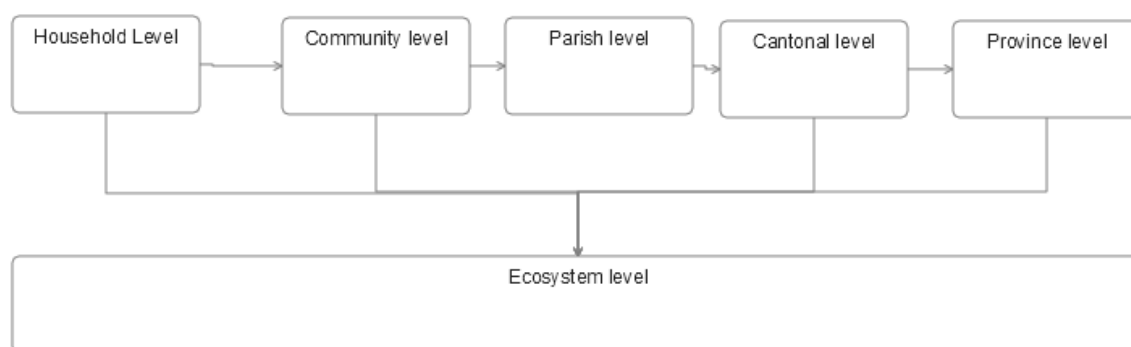 Household Level
Community level
Parish level
Cantonal level
Province level
Ecosystem level